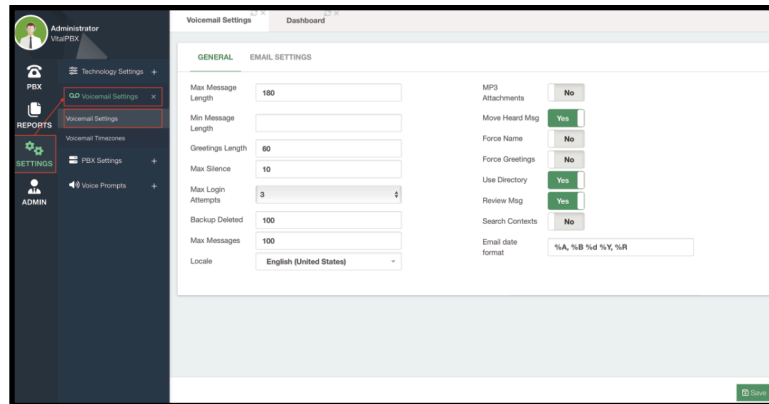 Administrator
VitalPBX
PBX
REPORTS
SETTINGS
ADMIN
Technology Settings +
Voicemail Settings ×
Voicemail Settings
Voicemail Timezones
PBX Settings +
Voice Prompts +
Voicemail Settings
Dashboard
GENERAL EMAIL SETTINGS
Max Message
Length 180
Min Message
Length
Greetings Length 60
Max Silence 10
Max Login
Attempts 3
Backup Deleted 100
Max Messages 100
Locale English (United States)
MP3
Attachments No
Move Heard Msg Yes
Force Name No
Force Greetings No
Use Directory Yes
Review Msg Yes
Search Contexts No
Email date
format %A, %B %d %Y, %R
Save